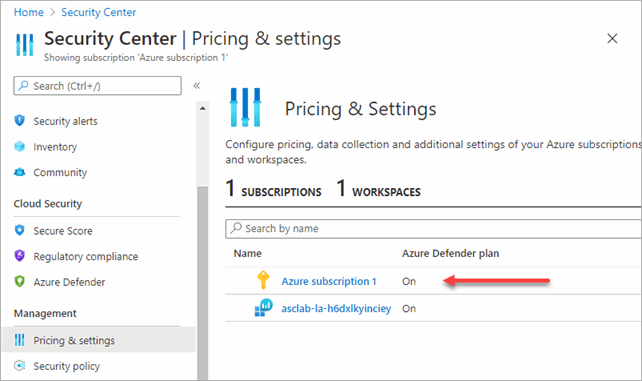 Home > Security Center
Security Center | Pricing & settings
Showing subscription 'Azure subscription 1'
Search (Ctrl+/)
«
Security alerts
Inventory
Community
Cloud Security
Secure Score
Regulatory compliance
Azure Defender
Management
Pricing & settings
Security policy
Pricing & Settings
Configure pricing, data collection and additional settings of your Azure subscriptions
and workspaces.
1 SUBSCRIPTIONS 1 WORKSPACES
Search by name
Name Azure Defender plan
Azure subscription 1 On
asclab-la-h6dxlkyinciey On